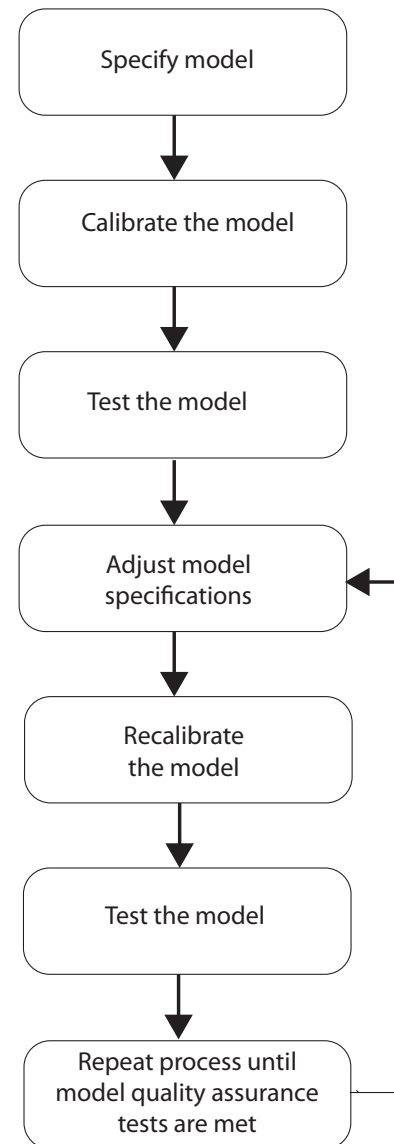 Specify model
Calibrate the model
Test the model
Adjust model
specifications
Recalibrate
the model
Test the model
Repeat process until
model quality assurance
tests are met